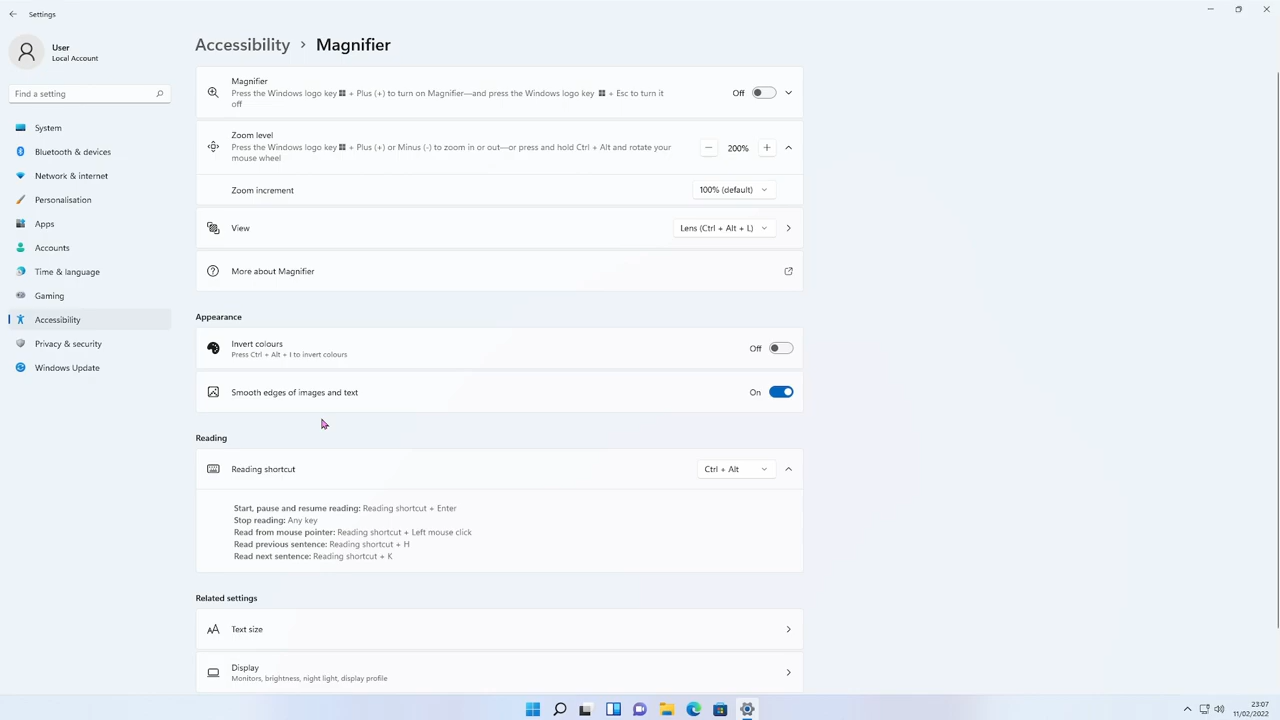 Settings
User
Local Account
Find a setting
System
Bluetooth & devices
Network & internet
Personalisation
Apps
Accounts
Time & language
Gaming
Accessibility
Privacy & security
Windows Update
Accessibility > Magnifier
Magnifier
Press the Windows logo key + Plus (+) to turn on Magnifier—and press the Windows logo key + Esc to turn it
off
Off
Zoom level
Press the Windows logo key + Plus (+) or Minus (-) to zoom in or out—or press and hold Ctrl + Alt and rotate your
mouse wheel
200%
Zoom increment
100% (default)
View
Lens (Ctrl + Alt + L)
More about Magnifier
Appearance
Invert colours
Press Ctrl + Alt + I to invert colours
Off
Smooth edges of images and text
On
Reading
Reading shortcut
Ctrl + Alt
Start, pause and resume reading: Reading shortcut + Enter
Stop reading: Any key
Read from mouse pointer: Reading shortcut + Left mouse click
Read previous sentence: Reading shortcut + H
Read next sentence: Reading shortcut + K
Related settings
Text size
Display
Monitors, brightness, night light, display profile
23:07
11/02/2022